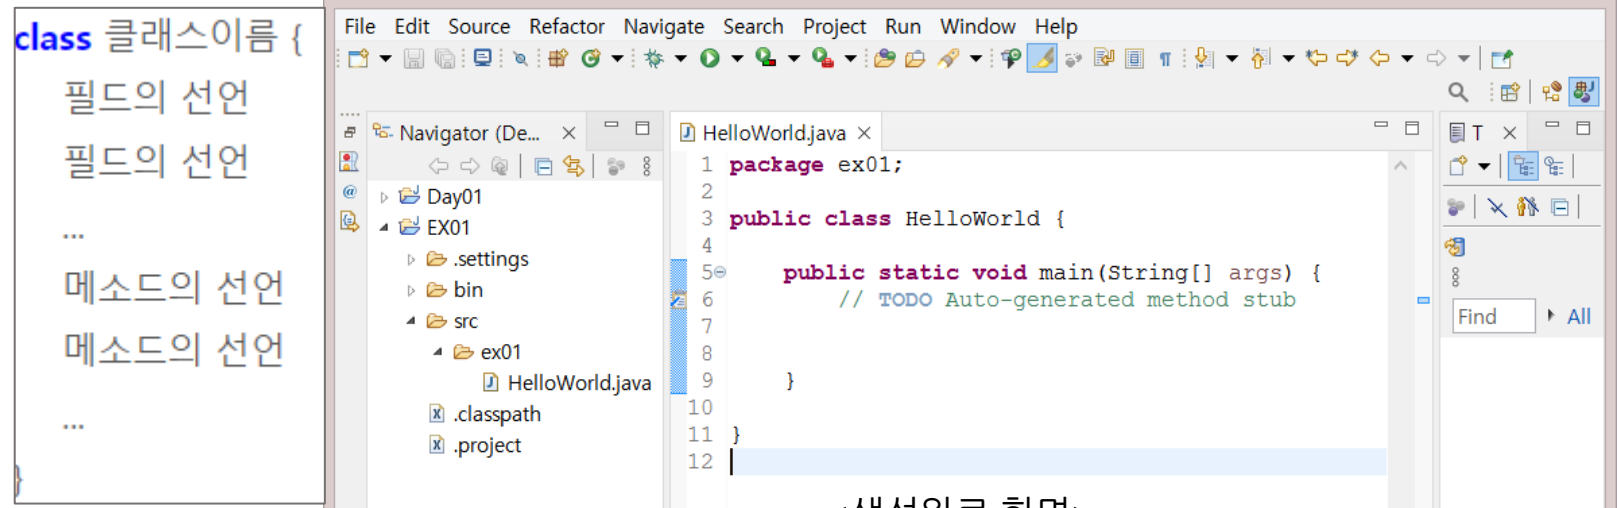 class 클래스이름 {
필드의 선언
필드의 선언
...
메소드의 선언
메소드의 선언
...
}
File Edit Source Refactor Navigate Search Project Run Window Help
Navigator (De...
Day01
EX01
.settings
bin
src
ex01
HelloWorld.java
.classpath
.project
HelloWorld.java
1 package ex01;
2
3 public class HelloWorld {
4
5 public static void main(String[] args) {
6 // TODO Auto-generated method stub
7
8
9 }
10
11 }
12
T
Find
All